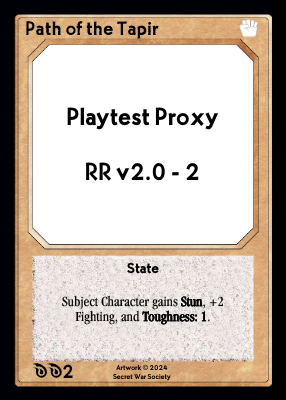 Path of the Tapir
Playtest Proxy
RR v2.0 - 2
State
Subject Character gains Stun, +2
Fighting, and Toughness: 1.
2
Artwork © 2024
Secret War Society